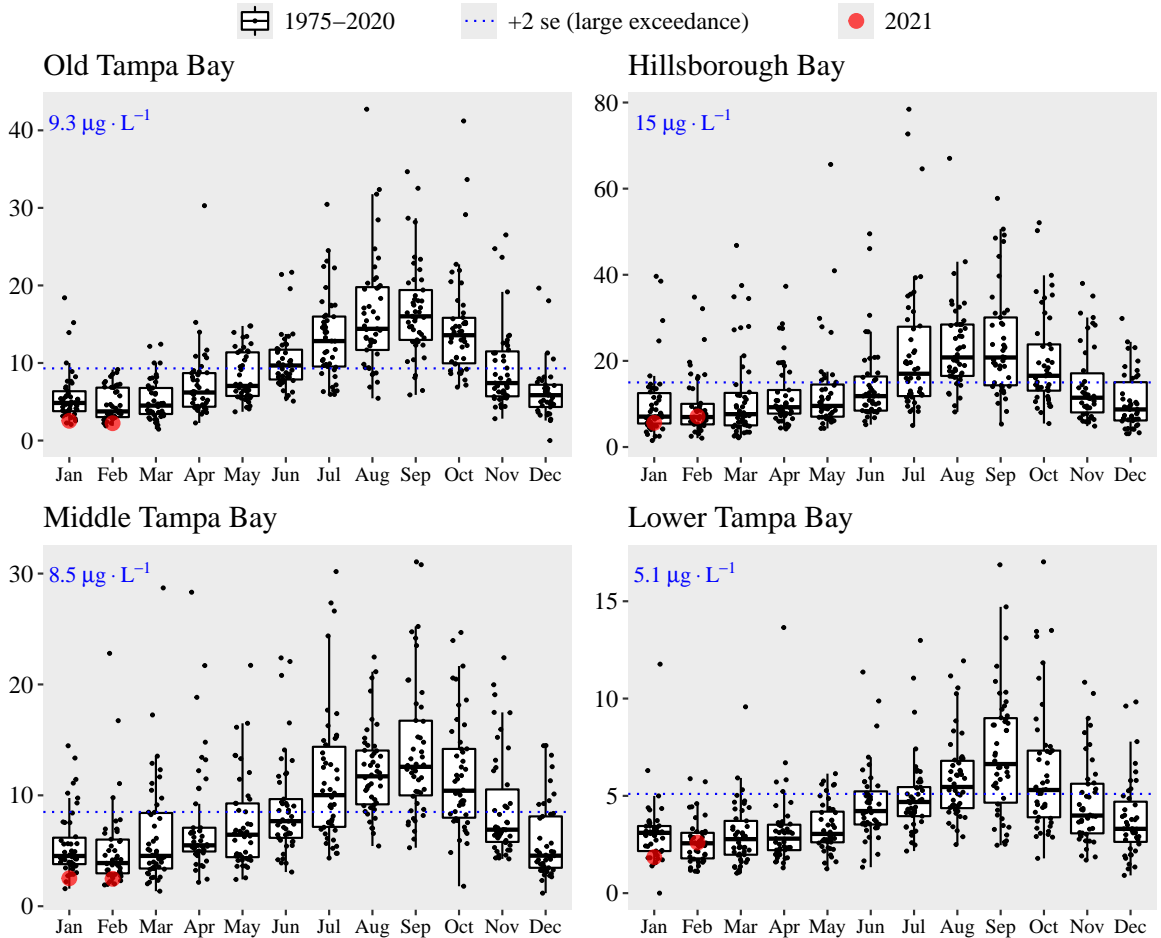 1975−2020 +2 se (large exceedance) 2021
Old Tampa Bay
9.3 μg · L⁻¹
40
30
20
10
0
Jan Feb Mar Apr May Jun Jul Aug Sep Oct Nov Dec
Hillsborough Bay
15 μg · L⁻¹
80
60
40
20
0
Jan Feb Mar Apr May Jun Jul Aug Sep Oct Nov Dec
Middle Tampa Bay
8.5 μg · L⁻¹
30
20
10
0
Jan Feb Mar Apr May Jun Jul Aug Sep Oct Nov Dec
Lower Tampa Bay
5.1 μg · L⁻¹
15
10
5
0
Jan Feb Mar Apr May Jun Jul Aug Sep Oct Nov Dec